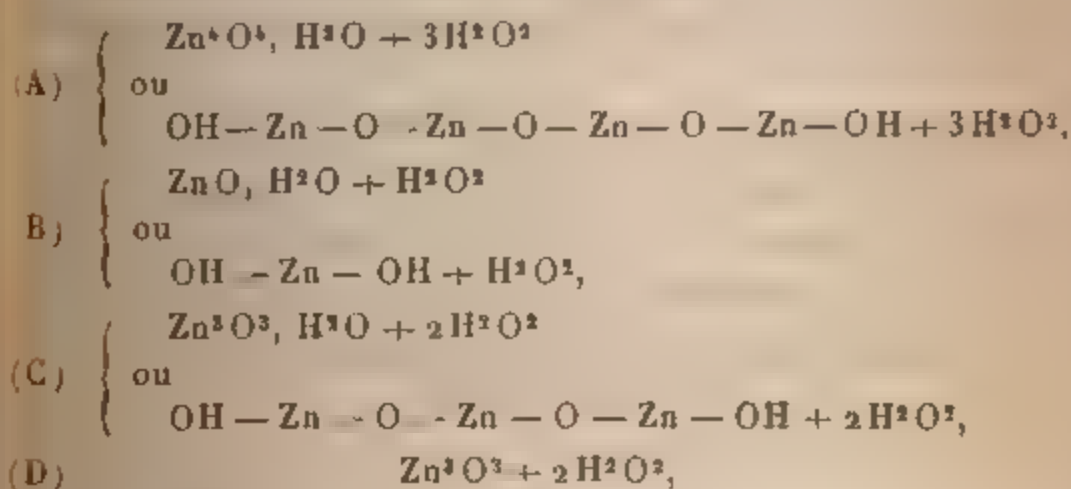 Zn⁴O⁴, H²O + 3H²O²
(A) { ou
OH — Zn — O - Zn — O — Zn — O — Zn — OH + 3H²O²,
ZnO, H²O + H²O²
B) { ou
OH — Zn — OH + H²O²,
Zn³O³, H²O + 2H²O²
(C) { ou
OH — Zn - O - Zn — O — Zn — OH + 2H²O²,
(D) Zn³O³ + 2H²O²,